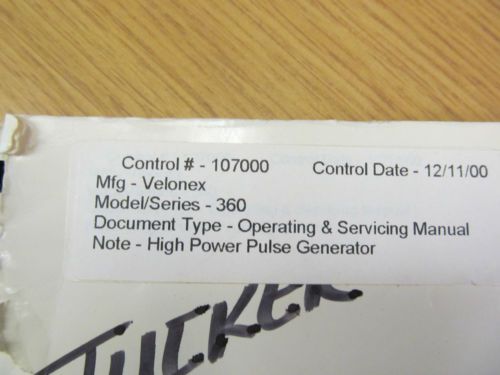 Control # - 107000 Control Date - 12/11/00
Mfg - Velonex
Model/Series - 360
Document Type - Operating & Servicing Manual
Note - High Power Pulse Generator
TUCKER